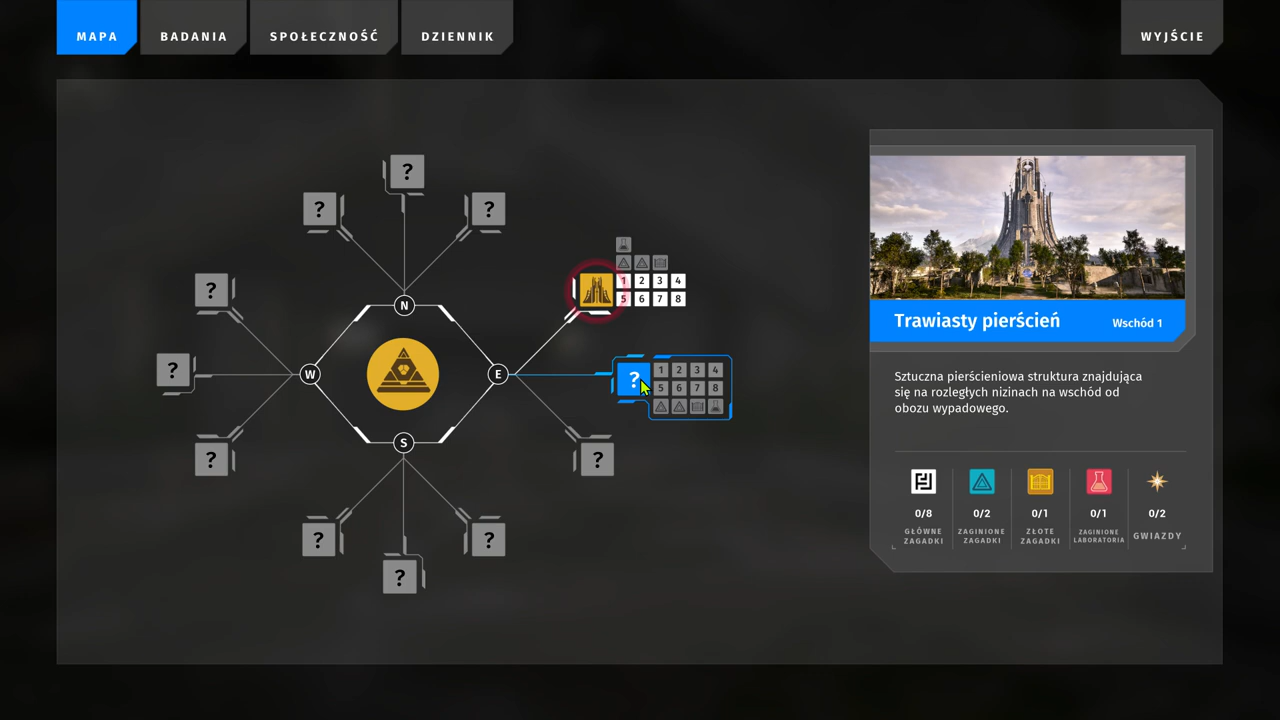 MAPA
BADANIA
SPOŁECZNOŚĆ
DZIENNIK
WYJŚCIE
?
?
?
?
1 2 3 4
5 6 7 8
N
?
W
E
?
1 2 3 4
5 6 7 8
S
?
?
?
?
?
Trawiasty pierścień
Wschód 1
Sztuczna pierścieniowa struktura znajdująca
się na rozległych nizinach na wschód od
obozu wypadowego.
0/8
0/2
0/1
0/1
0/2
GŁÓWNE
ZAGADKI
ZAGINIONE
ZAGADKI
ZŁOTE
ZAGADKI
ZAGINIONE
LABORATORIA
GWIAZDY